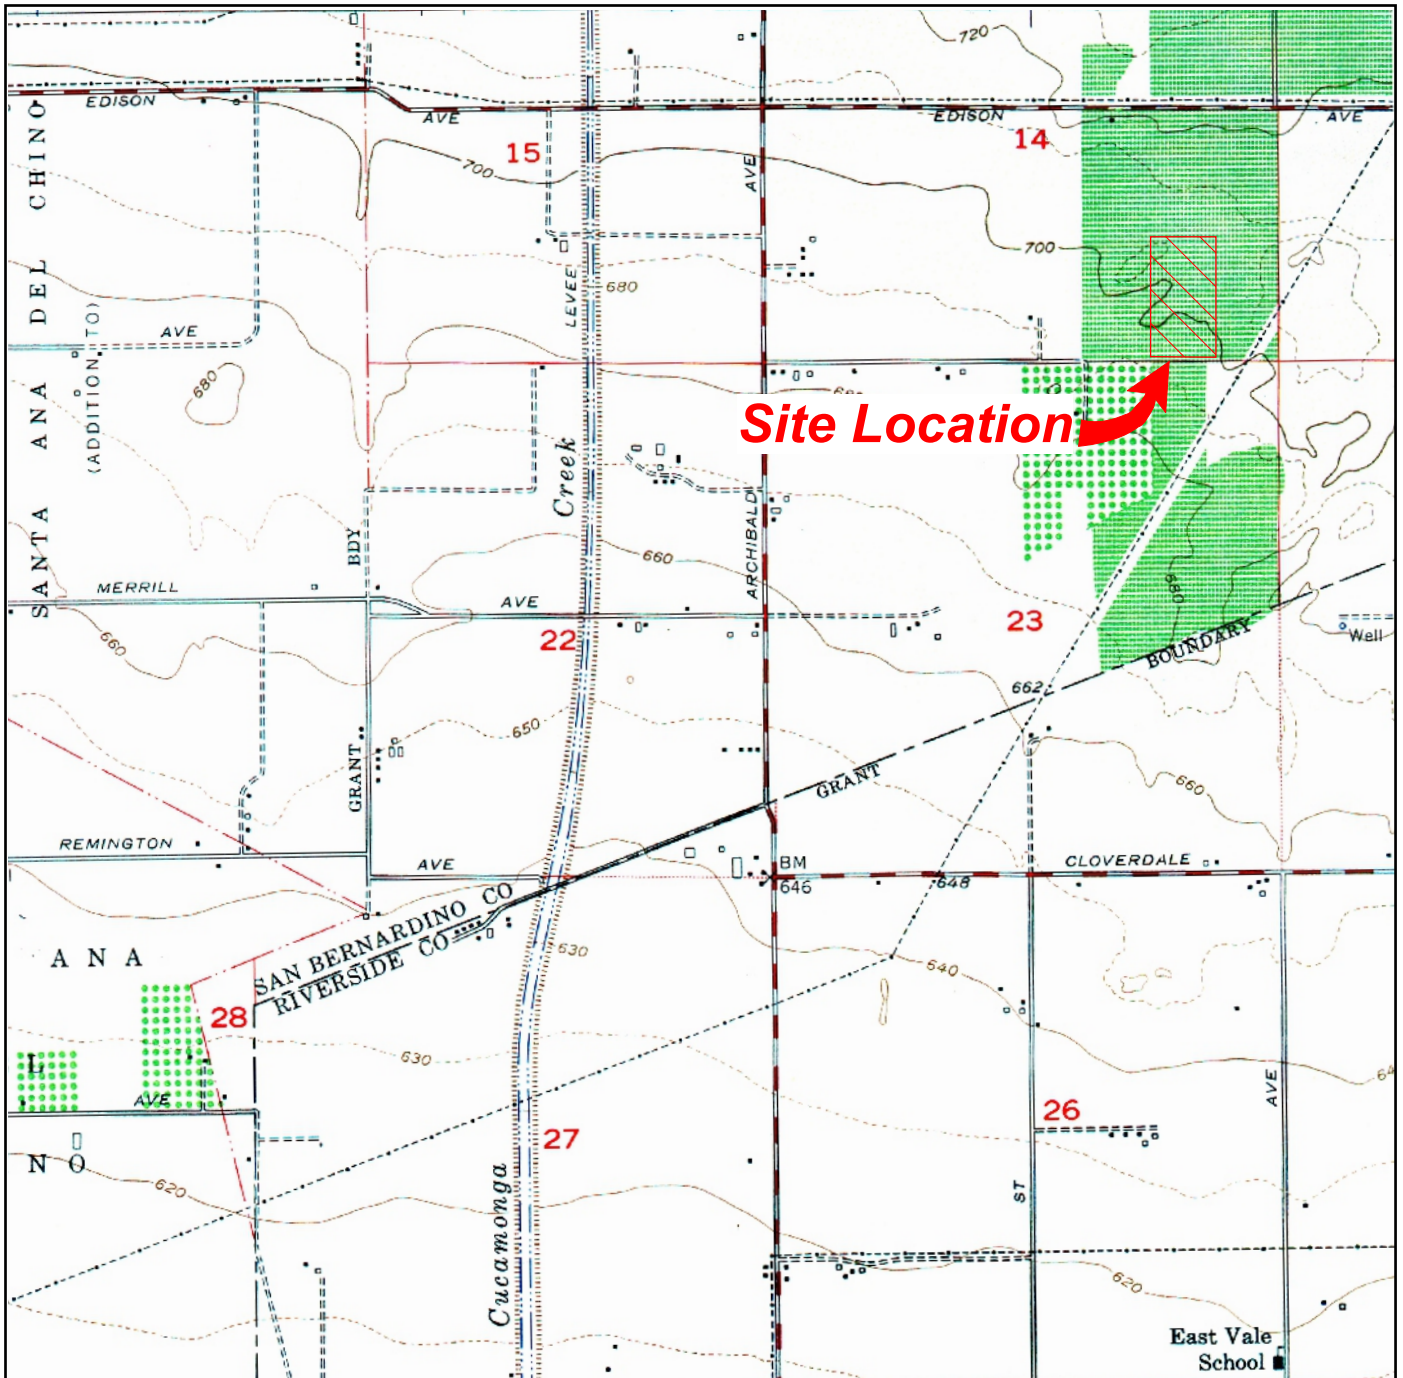 720
EDISON
AVE
EDISON
AVE
14
15
700
AVE
700
CHINO
DEL
ANA
SANTA
(ADDITION TO)
LEVEE
680
AVE
680
Site Location
Creek
ARCHIBALD
BDY
660
MERRILL
AVE
22
23
680
660
BOUNDARY
Well
662
650
GRANT
GRANT
660
REMINGTON
AVE
BM
646
648
CLOVERDALE
SAN BERNARDINO CO
RIVERSIDE CO
ANA
630
640
28
630
L
AVE
AVE
26
27
NO
620
ST
Cucamonga
620
East Vale
School